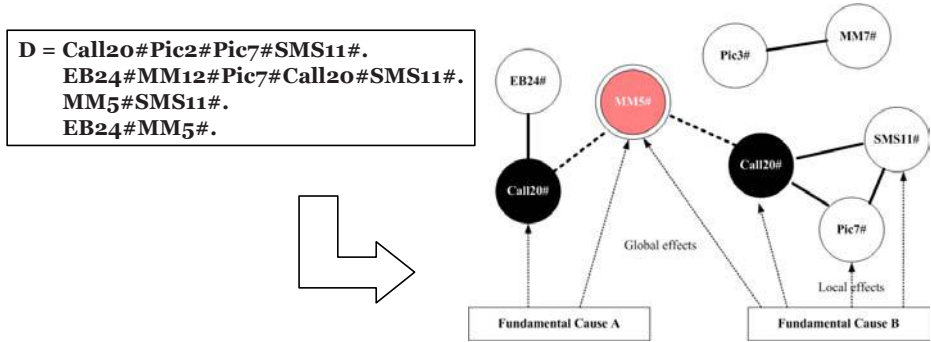 D = Call20#Pic2#Pic7#SMS11#.
EB24#MM12#Pic7#Call20#SMS11#.
MM5#SMS11#.
EB24#MM5#.
EB24#
MM5#
Pic3#
MM7#
Call20#
Call20#
SMS11#
Pic7#
Global effects
Local effects
Fundamental Cause A
Fundamental Cause B